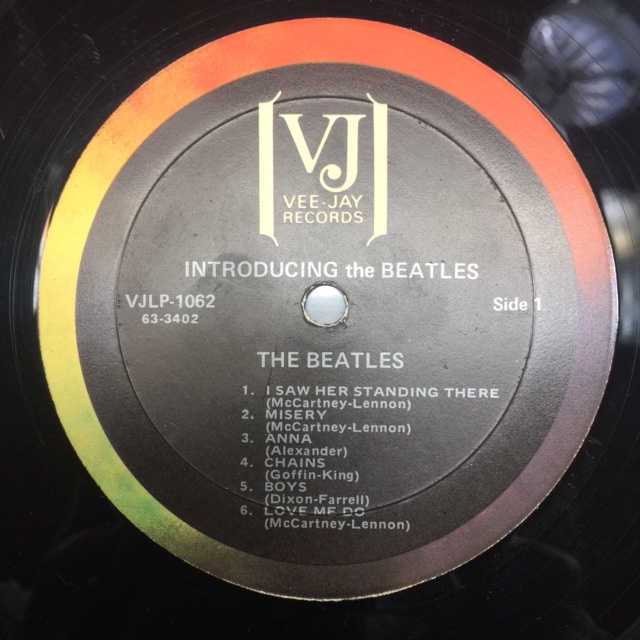 VJ
VEE-JAY
RECORDS
INTRODUCING the BEATLES
VJLP-1062
63-3402
Side 1
THE BEATLES
1. I SAW HER STANDING THERE
(McCartney-Lennon)
2. MISERY
(McCartney-Lennon)
3. ANNA
(Alexander)
4. CHAINS
(Goffin-King)
5. BOYS
(Dixon-Farrell)
6. LOVE ME DO
(McCartney-Lennon)